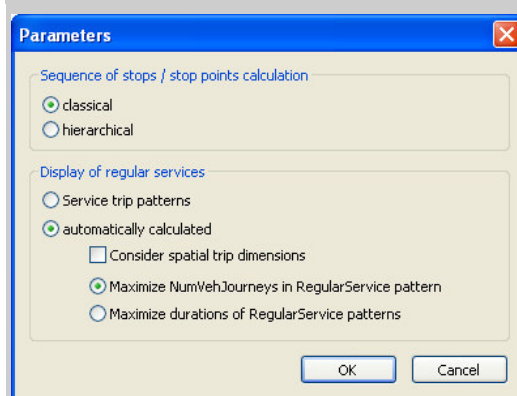 Parameters
Sequence of stops / stop points calculation
classical
hierarchical
Display of regular services
Service trip patterns
automatically calculated
Consider spatial trip dimensions
Maximize NumVehJourneys in RegularService pattern
Maximize durations of RegularService patterns
OK Cancel